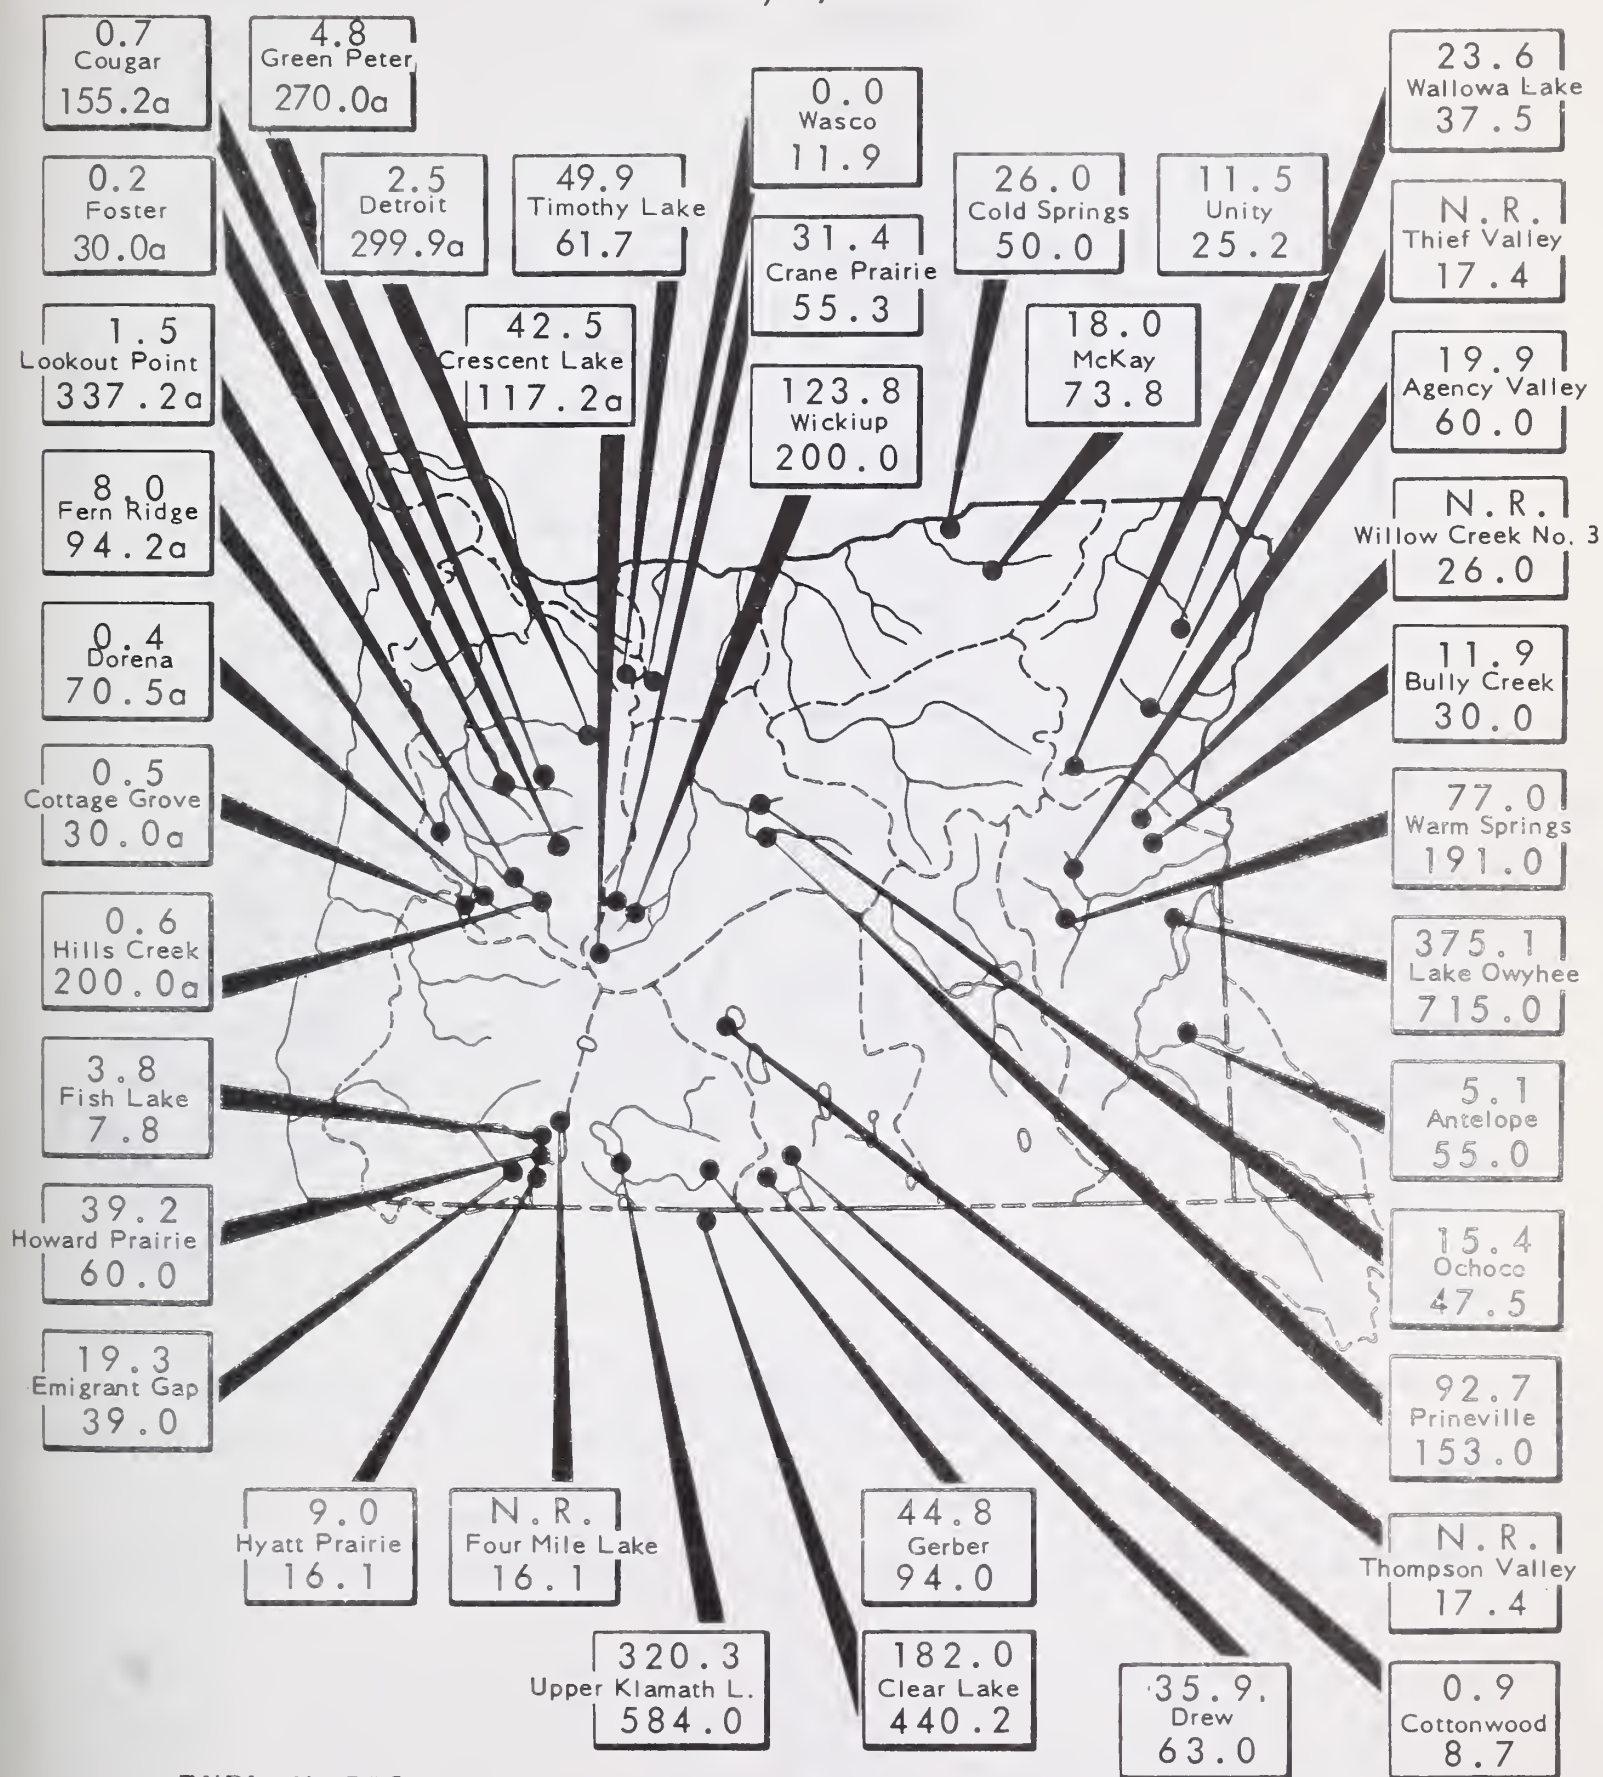 0.7
Cougar
155.2a
4.8
Green Peter
270.0a
0.0
Wasco
11.9
23.6
Wallowa Lake
37.5
0.2
Foster
30.0a
2.5
Detroit
299.9a
49.9
Timothy Lake
61.7
31.4
Crane Prairie
55.3
26.0
Cold Springs
50.0
11.5
Unity
25.2
N.R.
Thief Valley
17.4
1.5
Lookout Point
337.2a
42.5
Crescent Lake
117.2a
123.8
Wickiup
200.0
18.0
McKay
73.8
19.9
Agency Valley
60.0
8.0
Fern Ridge
94.2a
N.R.
Willow Creek No. 3
26.0
0.4
Dorena
70.5a
11.9
Bully Creek
30.0
0.5
Cottage Grove
30.0a
77.0
Warm Springs
191.0
0.6
Hills Creek
200.0a
375.1
Lake Owyhee
715.0
3.8
Fish Lake
7.8
5.1
Antelope
55.0
39.2
Howard Prairie
60.0
15.4
Ochoco
47.5
19.3
Emigrant Gap
39.0
92.7
Prineville
153.0
9.0
Hyatt Prairie
16.1
N.R.
Four Mile Lake
16.1
44.8
Gerber
94.0
N.R.
Thompson Valley
17.4
320.3
Upper Klamath L.
584.0
182.0
Clear Lake
440.2
35.9
Drew
63.0
0.9
Cottonwood
8.7